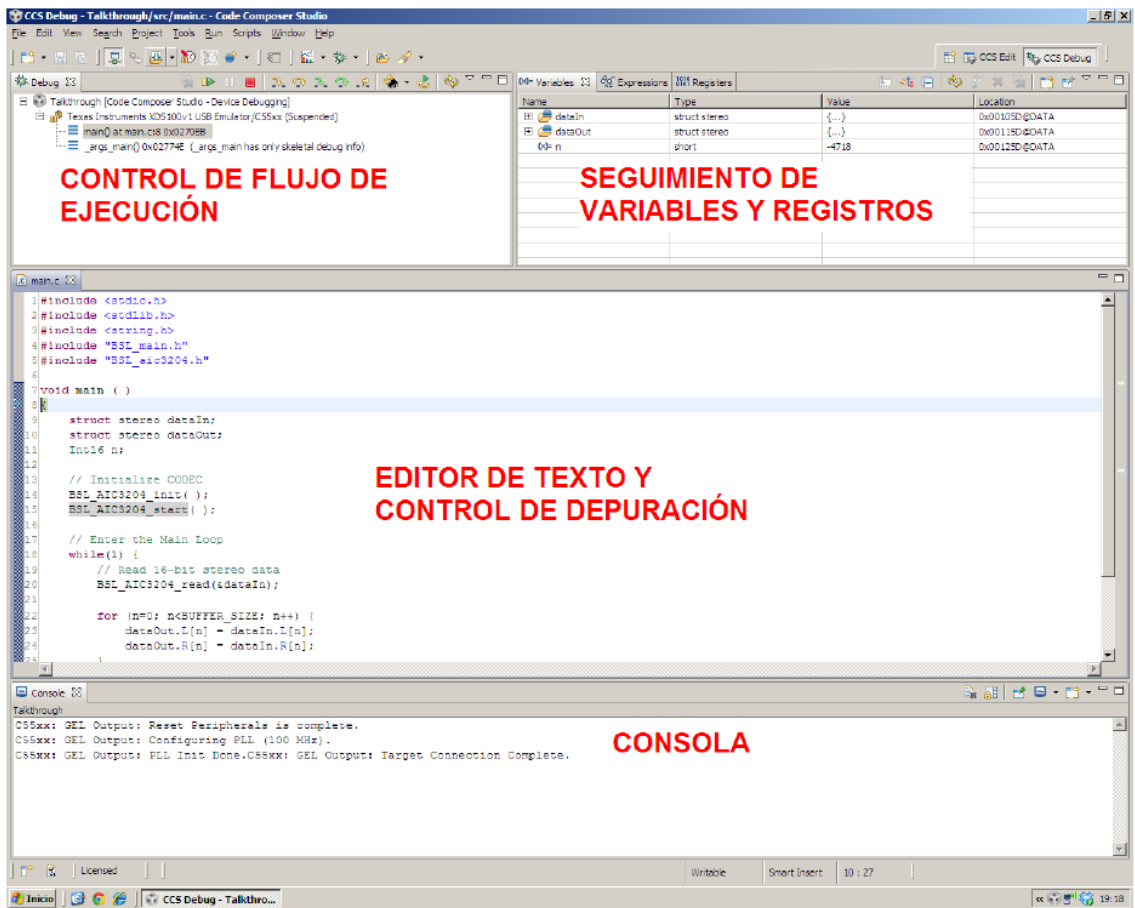 CCS Debug - Talkthrough/src/main.c - Code Composer Studio
File Edit View Search Project Tools Run Scripts Window Help
CCS Edit CCS Debug
Debug
Talkthrough [Code Composer Studio - Device Debugging]
Texas Instruments XDS100v1 USB Emulator/C55xx (Suspended)
main() at main.c:8 0x0270BB
_args_main() 0x02774E (_args_main has only skeletal debug info)
CONTROL DE FLUJO DE
EJECUCIÓN
Variables Expressions Registers
Name Type Value Location
dataIn struct stereo {...} 0x00105D@DATA
dataOut struct stereo {...} 0x00115D@DATA
(x)= n short -4718 0x00125D@DATA
SEGUIMIENTO DE
VARIABLES Y REGISTROS
main.c
1 #include <stdio.h>
2 #include <stdlib.h>
3 #include <string.h>
4 #include "BSL_main.h"
5 #include "BSL_aic3204.h"
6
7 void main ( )
8 {
9 struct stereo dataIn;
10 struct stereo dataOut;
11 Int16 n;
12
13 // Initialize CODEC
14 BSL_AIC3204_init( );
15 BSL_AIC3204_start( );
16
17 // Enter the Main Loop
18 while(1) {
19 // Read 16-bit stereo data
20 BSL_AIC3204_read(&dataIn);
21
22 for (n=0; n<BUFFER_SIZE; n++) {
23 dataOut.L[n] = dataIn.L[n];
24 dataOut.R[n] = dataIn.R[n];
25 }
EDITOR DE TEXTO Y
CONTROL DE DEPURACIÓN
Console
Talkthrough
C55xx: GEL Output: Reset Peripherals is complete.
C55xx: GEL Output: Configuring PLL (100 MHz).
C55xx: GEL Output: PLL Init Done.C55xx: GEL Output: Target Connection Complete.
CONSOLA
Licensed Writable Smart Insert 10 : 27
Inicio CCS Debug - Talkthro... 19:18